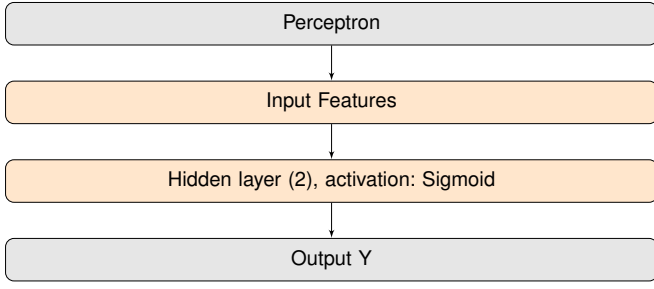 Perceptron
Input Features
Hidden layer (2), activation: Sigmoid
Output Y